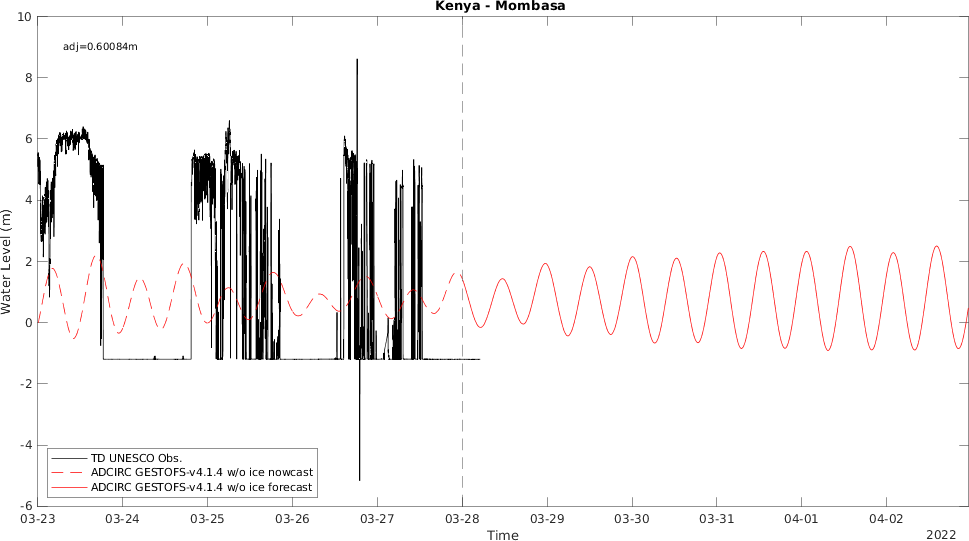 Kenya - Mombasa
adj=0.60084m
10
8
6
4
2
0
-2
-4
-6
Water Level (m)
TD UNESCO Obs.
ADCIRC GESTOFS-v4.1.4 w/o ice nowcast
ADCIRC GESTOFS-v4.1.4 w/o ice forecast
03-23 03-24 03-25 03-26 03-27 03-28 03-29 03-30 03-31 04-01 04-02
Time
2022